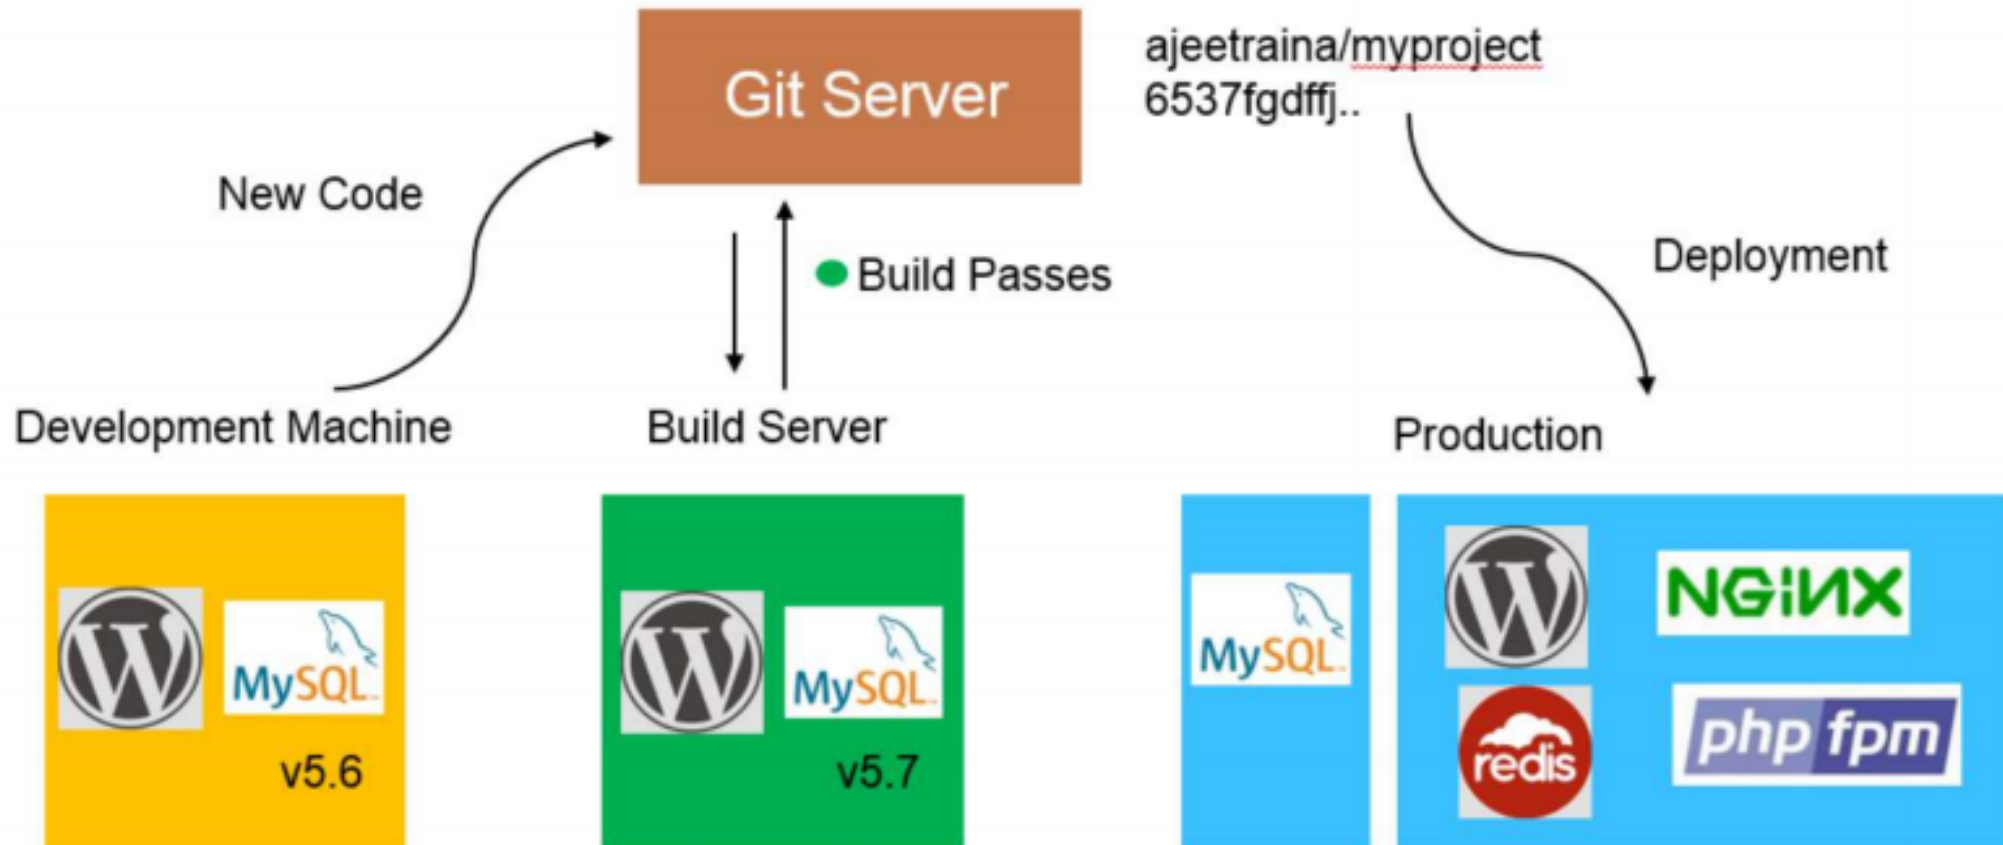 Git Server
ajeetraina/myproject
6537fgdffj..
New Code
Build Passes
Deployment
Development Machine
Build Server
Production
MySQL
v5.6
MySQL
v5.7
MySQL
NGiNX
redis
php fpm